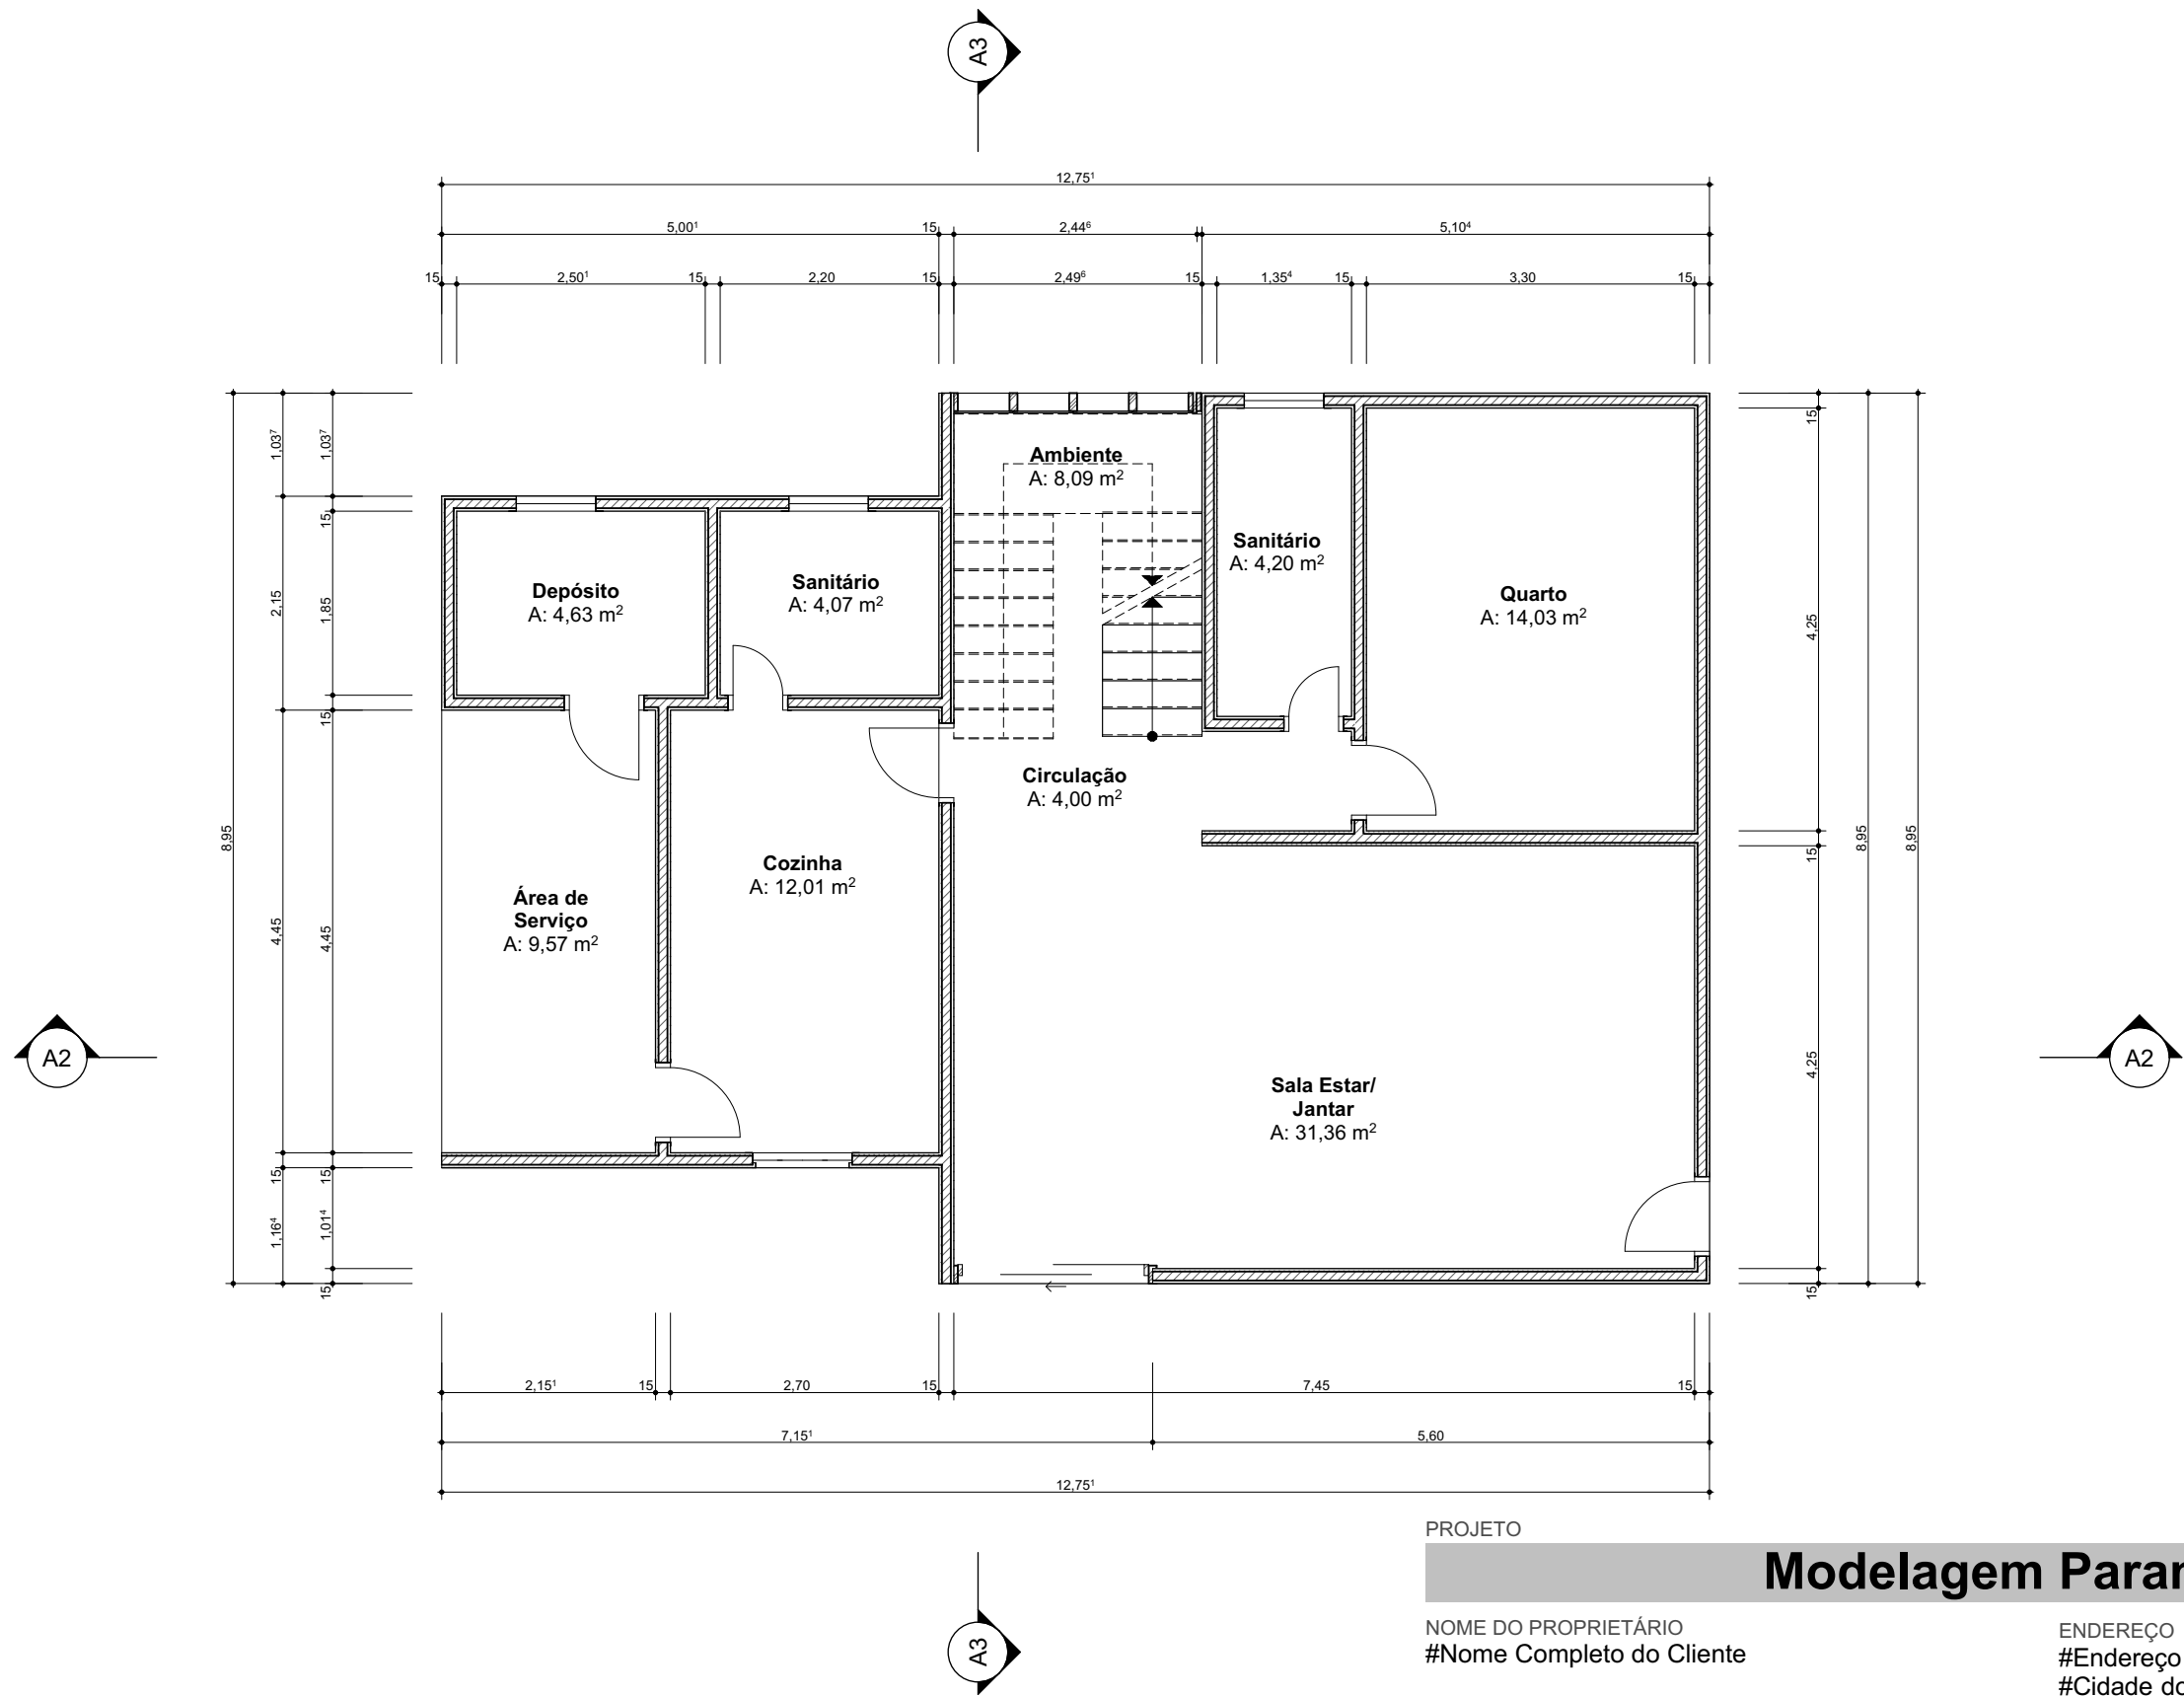 A3
12,75¹
5,00¹ 15 2,44⁶ 5,10⁴
15 2,50¹ 15 2,20 15 2,49⁶ 15 1,35⁴ 15 3,30 15
8,95
1,03⁷ 2,15 4,45 15 1,16⁴
1,03⁷ 15 1,85 15 4,45 15 1,01⁴ 15
Ambiente
A: 8,09 m²
Sanitário
A: 4,20 m²
Depósito
A: 4,63 m²
Sanitário
A: 4,07 m²
Quarto
A: 14,03 m²
Circulação
A: 4,00 m²
Cozinha
A: 12,01 m²
Área de
Serviço
A: 9,57 m²
Sala Estar/
Jantar
A: 31,36 m²
15 4,25 15 4,25 15
8,95
8,95
A2
A2
2,15¹ 15 2,70 15 7,45 15
7,15¹ 5,60
12,75¹
A3
PROJETO
Modelagem Paran
NOME DO PROPRIETÁRIO
#Nome Completo do Cliente
ENDEREÇO
#Endereço
#Cidade do